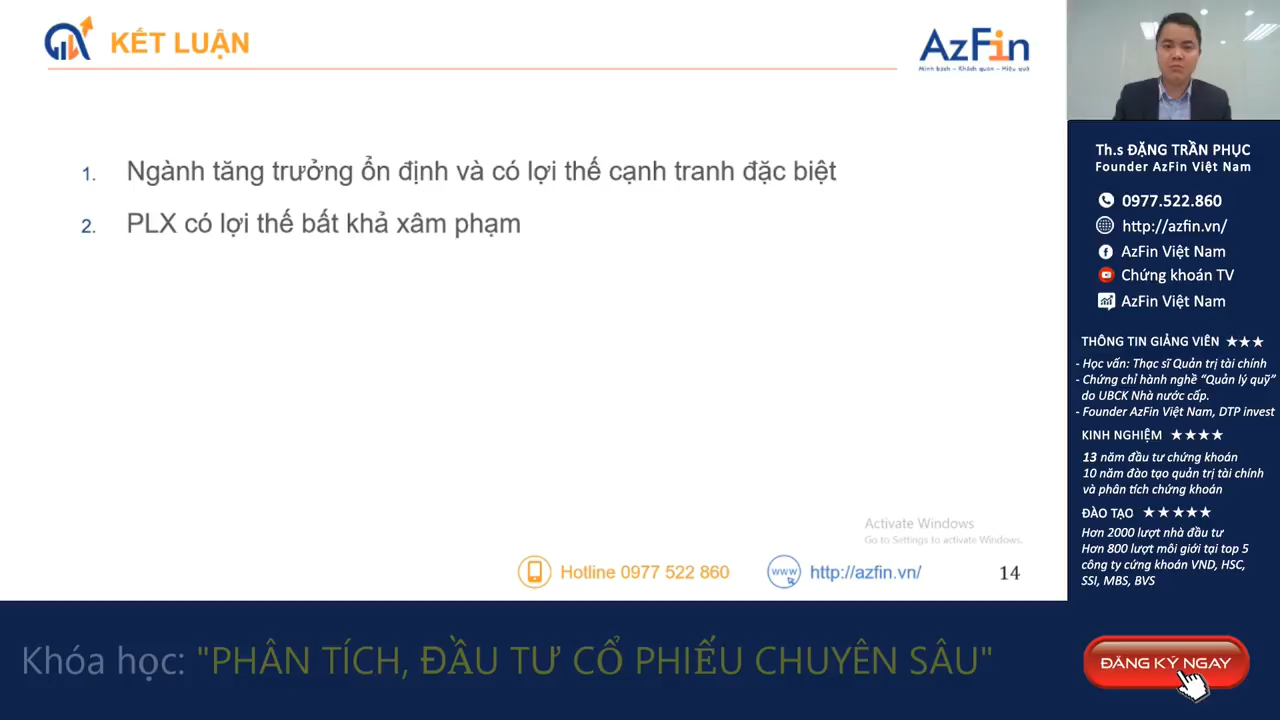 KẾT LUẬN
AzFin
Minh bạch – Khách quan – Hiệu quả
1. Ngành tăng trưởng ổn định và có lợi thế cạnh tranh đặc biệt
2. PLX có lợi thế bất khả xâm phạm
Activate Windows
Go to Settings to activate Windows.
Hotline 0977 522 860
www
http://azfin.vn/
14
Th.s ĐẶNG TRẦN PHỤC
Founder AzFin Việt Nam
0977.522.860
http://azfin.vn/
AzFin Việt Nam
Chứng khoán TV
AzFin Việt Nam
THÔNG TIN GIẢNG VIÊN ★★★
- Học vấn: Thạc sĩ Quản trị tài chính
- Chứng chỉ hành nghề “Quản lý quỹ”
do UBCK Nhà nước cấp.
- Founder AzFin Việt Nam, DTP invest
KINH NGHIỆM ★★★★
13 năm đầu tư chứng khoán
10 năm đào tạo quản trị tài chính
và phân tích chứng khoán
ĐÀO TẠO ★★★★★
Hơn 2000 lượt nhà đầu tư
Hơn 800 lượt môi giới tại top 5
công ty cứng khoán VND, HSC,
SSI, MBS, BVS
Khóa học: "PHÂN TÍCH, ĐẦU TƯ CỔ PHIẾU CHUYÊN SÂU"
ĐĂNG KÝ NGAY